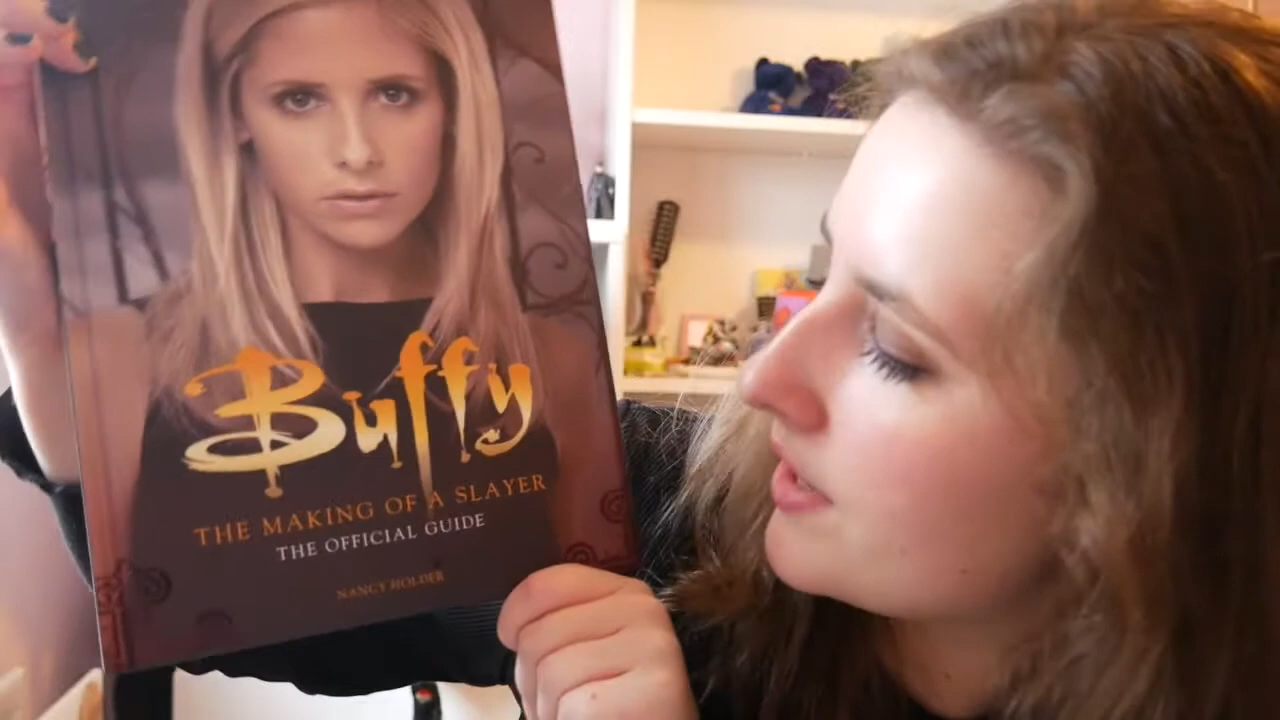 Buffy
THE MAKING OF A SLAYER
THE OFFICIAL GUIDE
NANCY HOLDER